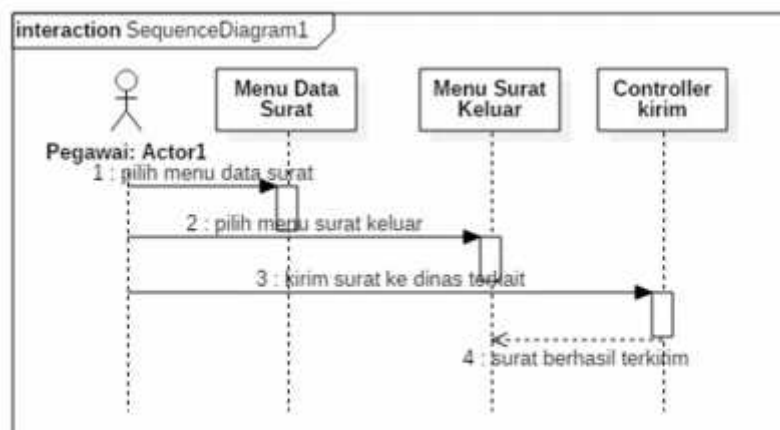 interaction SequenceDiagram1
Menu Data
Surat
Menu Surat
Keluar
Controller
kirim
Pegawai: Actor1
1 : pilih menu data surat
2 : pilih menu surat keluar
3 : kirim surat ke dinas terklait
4 : surat berhasil terkirim